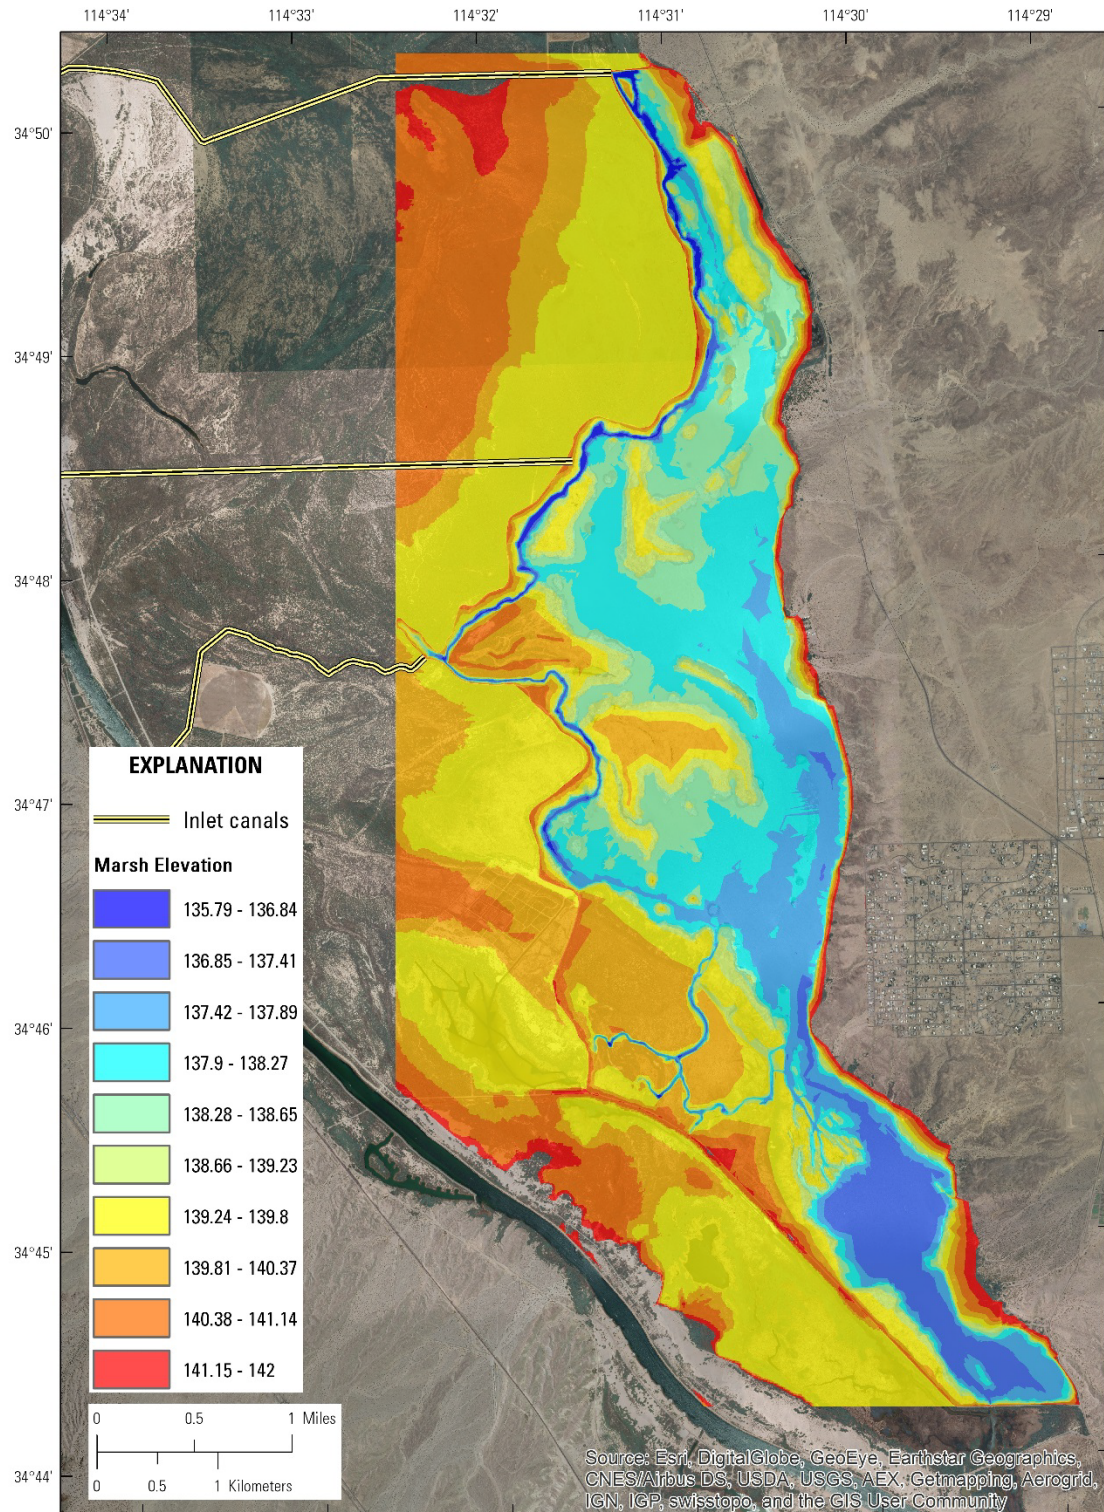 114°34' 114°33' 114°32' 114°31' 114°30' 114°29'
34°50'
34°49'
34°48'
34°47'
34°46'
34°45'
34°44'
EXPLANATION
Inlet canals
Marsh Elevation
135.79 - 136.84
136.85 - 137.41
137.42 - 137.89
137.9 - 138.27
138.28 - 138.65
138.66 - 139.23
139.24 - 139.8
139.81 - 140.37
140.38 - 141.14
141.15 - 142
0 0.5 1 Miles
0 0.5 1 Kilometers
Source: Esri, DigitalGlobe, GeoEye, Earthstar Geographics,
CNES/Airbus DS, USDA, USGS, AEX, Getmapping, Aerogrid,
IGN, IGP, swisstopo, and the GIS User Community